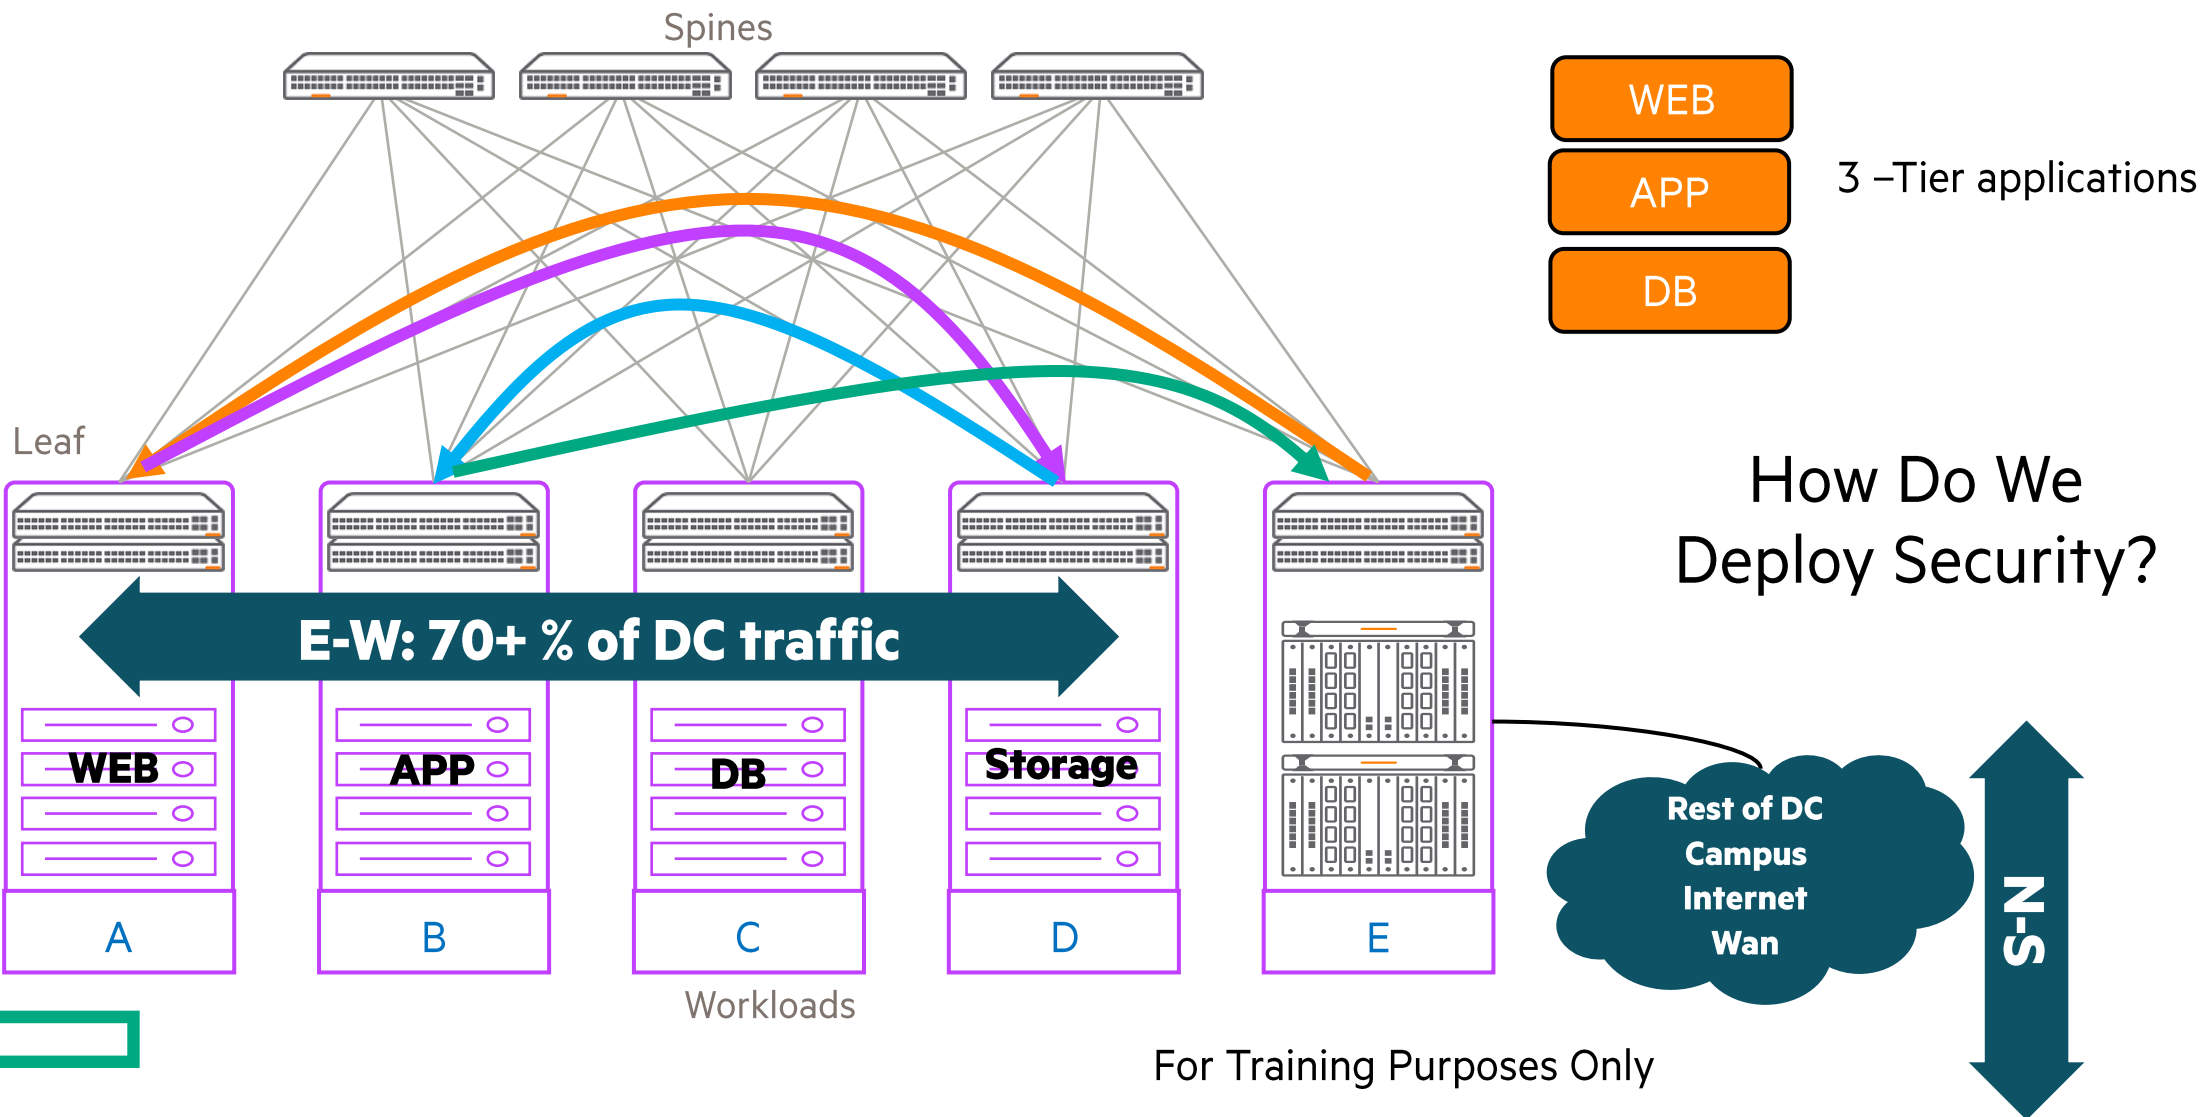 Spines
WEB
APP
3 –Tier applications
DB
Leaf
How Do We
Deploy Security?
E-W: 70+ % of DC traffic
WEB
APP
DB
Storage
Rest of DC
Campus
Internet
Wan
N-S
A
B
C
D
E
Workloads
For Training Purposes Only